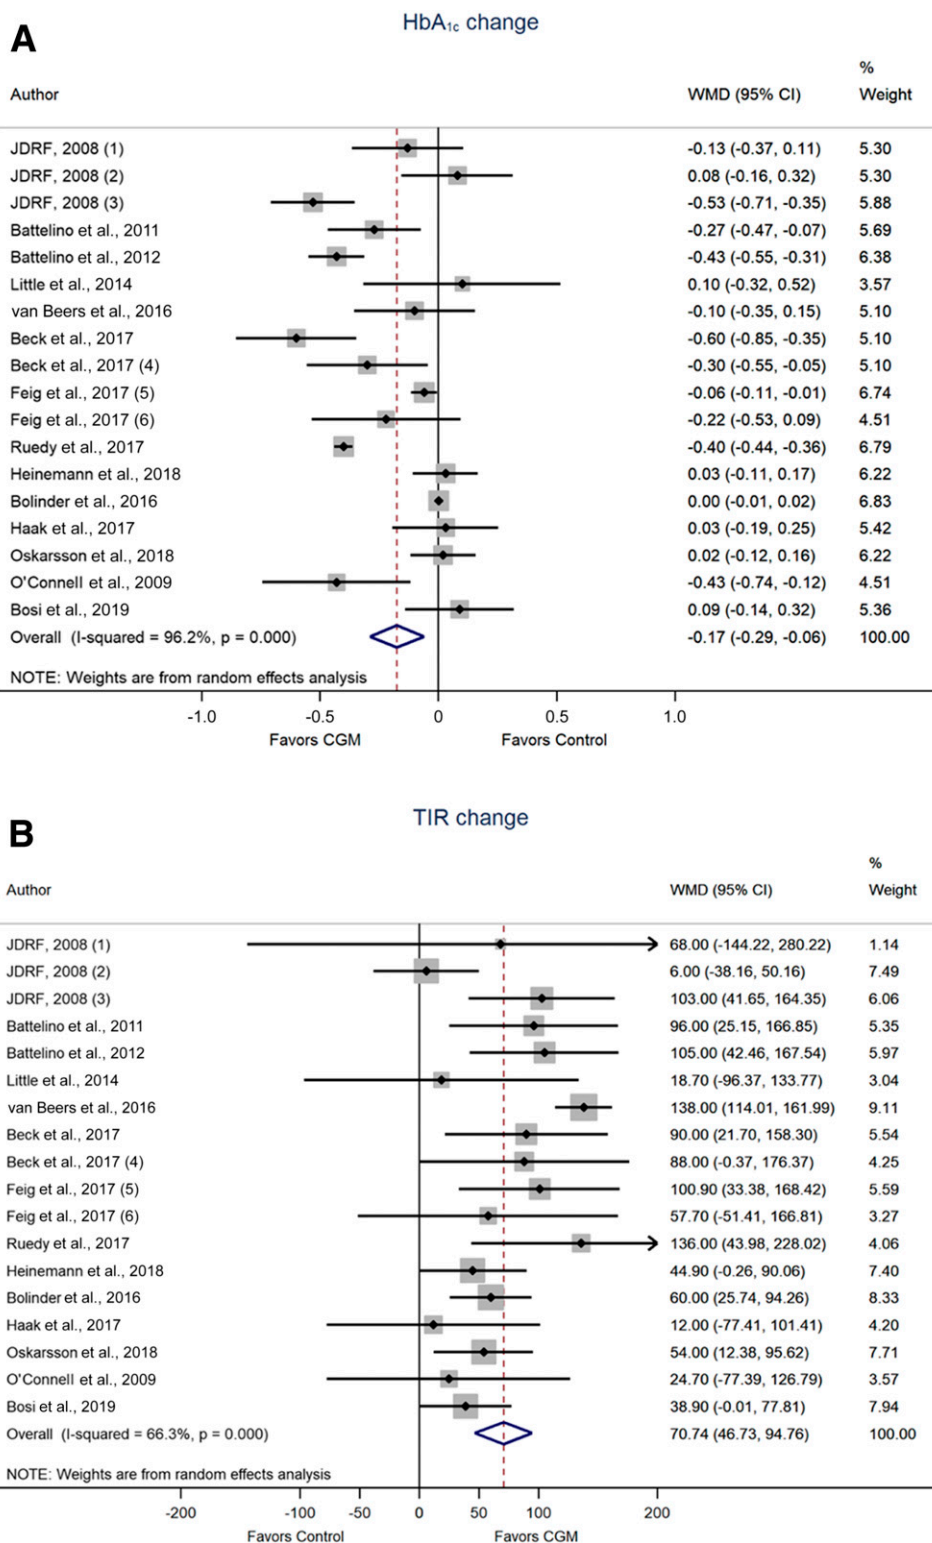 A
HbA1c change
%
Author WMD (95% CI) Weight
JDRF, 2008 (1) -0.13 (-0.37, 0.11) 5.30
JDRF, 2008 (2) 0.08 (-0.16, 0.32) 5.30
JDRF, 2008 (3) -0.53 (-0.71, -0.35) 5.88
Battelino et al., 2011 -0.27 (-0.47, -0.07) 5.69
Battelino et al., 2012 -0.43 (-0.55, -0.31) 6.38
Little et al., 2014 0.10 (-0.32, 0.52) 3.57
van Beers et al., 2016 -0.10 (-0.35, 0.15) 5.10
Beck et al., 2017 -0.60 (-0.85, -0.35) 5.10
Beck et al., 2017 (4) -0.30 (-0.55, -0.05) 5.10
Feig et al., 2017 (5) -0.06 (-0.11, -0.01) 6.74
Feig et al., 2017 (6) -0.22 (-0.53, 0.09) 4.51
Ruedy et al., 2017 -0.40 (-0.44, -0.36) 6.79
Heinemann et al., 2018 0.03 (-0.11, 0.17) 6.22
Bolinder et al., 2016 0.00 (-0.01, 0.02) 6.83
Haak et al., 2017 0.03 (-0.19, 0.25) 5.42
Oskarsson et al., 2018 0.02 (-0.12, 0.16) 6.22
O'Connell et al., 2009 -0.43 (-0.74, -0.12) 4.51
Bosi et al., 2019 0.09 (-0.14, 0.32) 5.36
Overall (I-squared = 96.2%, p = 0.000) -0.17 (-0.29, -0.06) 100.00
NOTE: Weights are from random effects analysis
-1.0 -0.5 0 0.5 1.0
Favors CGM Favors Control
B
TIR change
%
Author WMD (95% CI) Weight
JDRF, 2008 (1) 68.00 (-144.22, 280.22) 1.14
JDRF, 2008 (2) 6.00 (-38.16, 50.16) 7.49
JDRF, 2008 (3) 103.00 (41.65, 164.35) 6.06
Battelino et al., 2011 96.00 (25.15, 166.85) 5.35
Battelino et al., 2012 105.00 (42.46, 167.54) 5.97
Little et al., 2014 18.70 (-96.37, 133.77) 3.04
van Beers et al., 2016 138.00 (114.01, 161.99) 9.11
Beck et al., 2017 90.00 (21.70, 158.30) 5.54
Beck et al., 2017 (4) 88.00 (-0.37, 176.37) 4.25
Feig et al., 2017 (5) 100.90 (33.38, 168.42) 5.59
Feig et al., 2017 (6) 57.70 (-51.41, 166.81) 3.27
Ruedy et al., 2017 136.00 (43.98, 228.02) 4.06
Heinemann et al., 2018 44.90 (-0.26, 90.06) 7.40
Bolinder et al., 2016 60.00 (25.74, 94.26) 8.33
Haak et al., 2017 12.00 (-77.41, 101.41) 4.20
Oskarsson et al., 2018 54.00 (12.38, 95.62) 7.71
O'Connell et al., 2009 24.70 (-77.39, 126.79) 3.57
Bosi et al., 2019 38.90 (-0.01, 77.81) 7.94
Overall (I-squared = 66.3%, p = 0.000) 70.74 (46.73, 94.76) 100.00
NOTE: Weights are from random effects analysis
-200 -100 -50 0 50 100 200
Favors Control Favors CGM